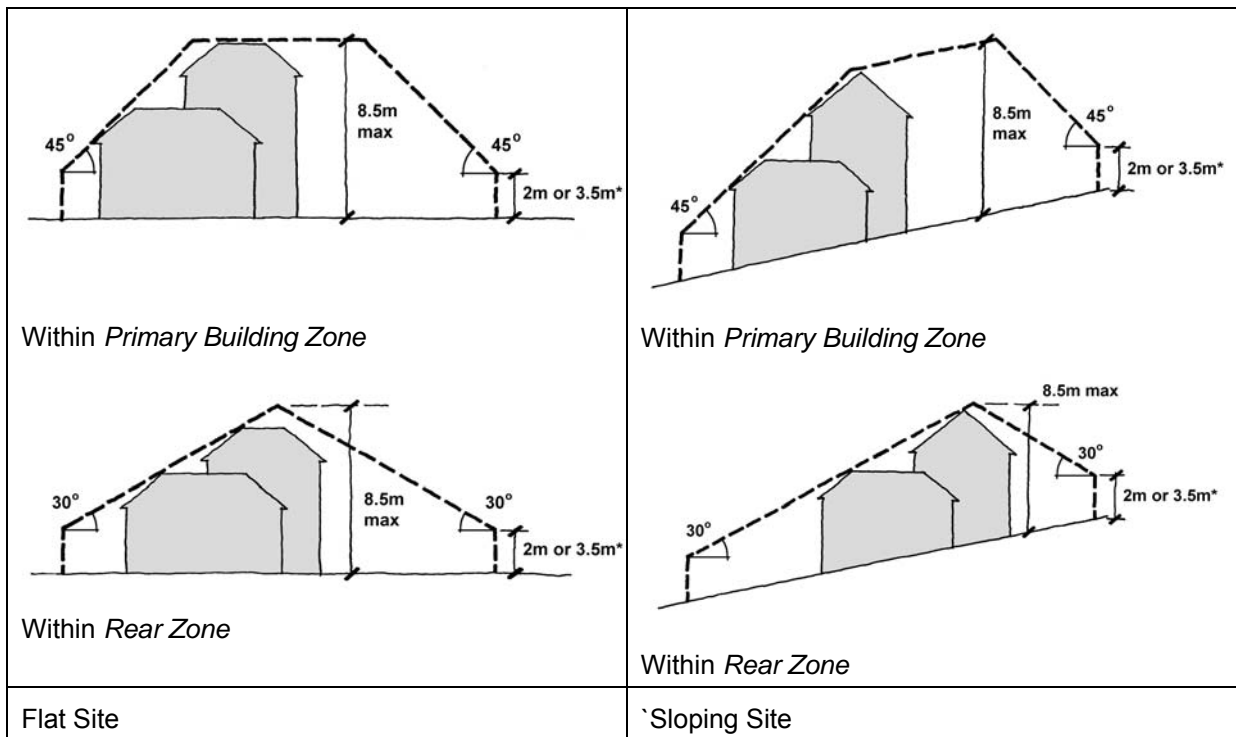 45°
8.5m
max
45°
2m or 3.5m*
Within Primary Building Zone
45°
8.5m
max
45°
2m or 3.5m*
Within Primary Building Zone
30°
8.5m
max
30°
2m or 3.5m*
Within Rear Zone
30°
8.5m max
30°
2m or 3.5m*
Within Rear Zone
Flat Site
`Sloping Site